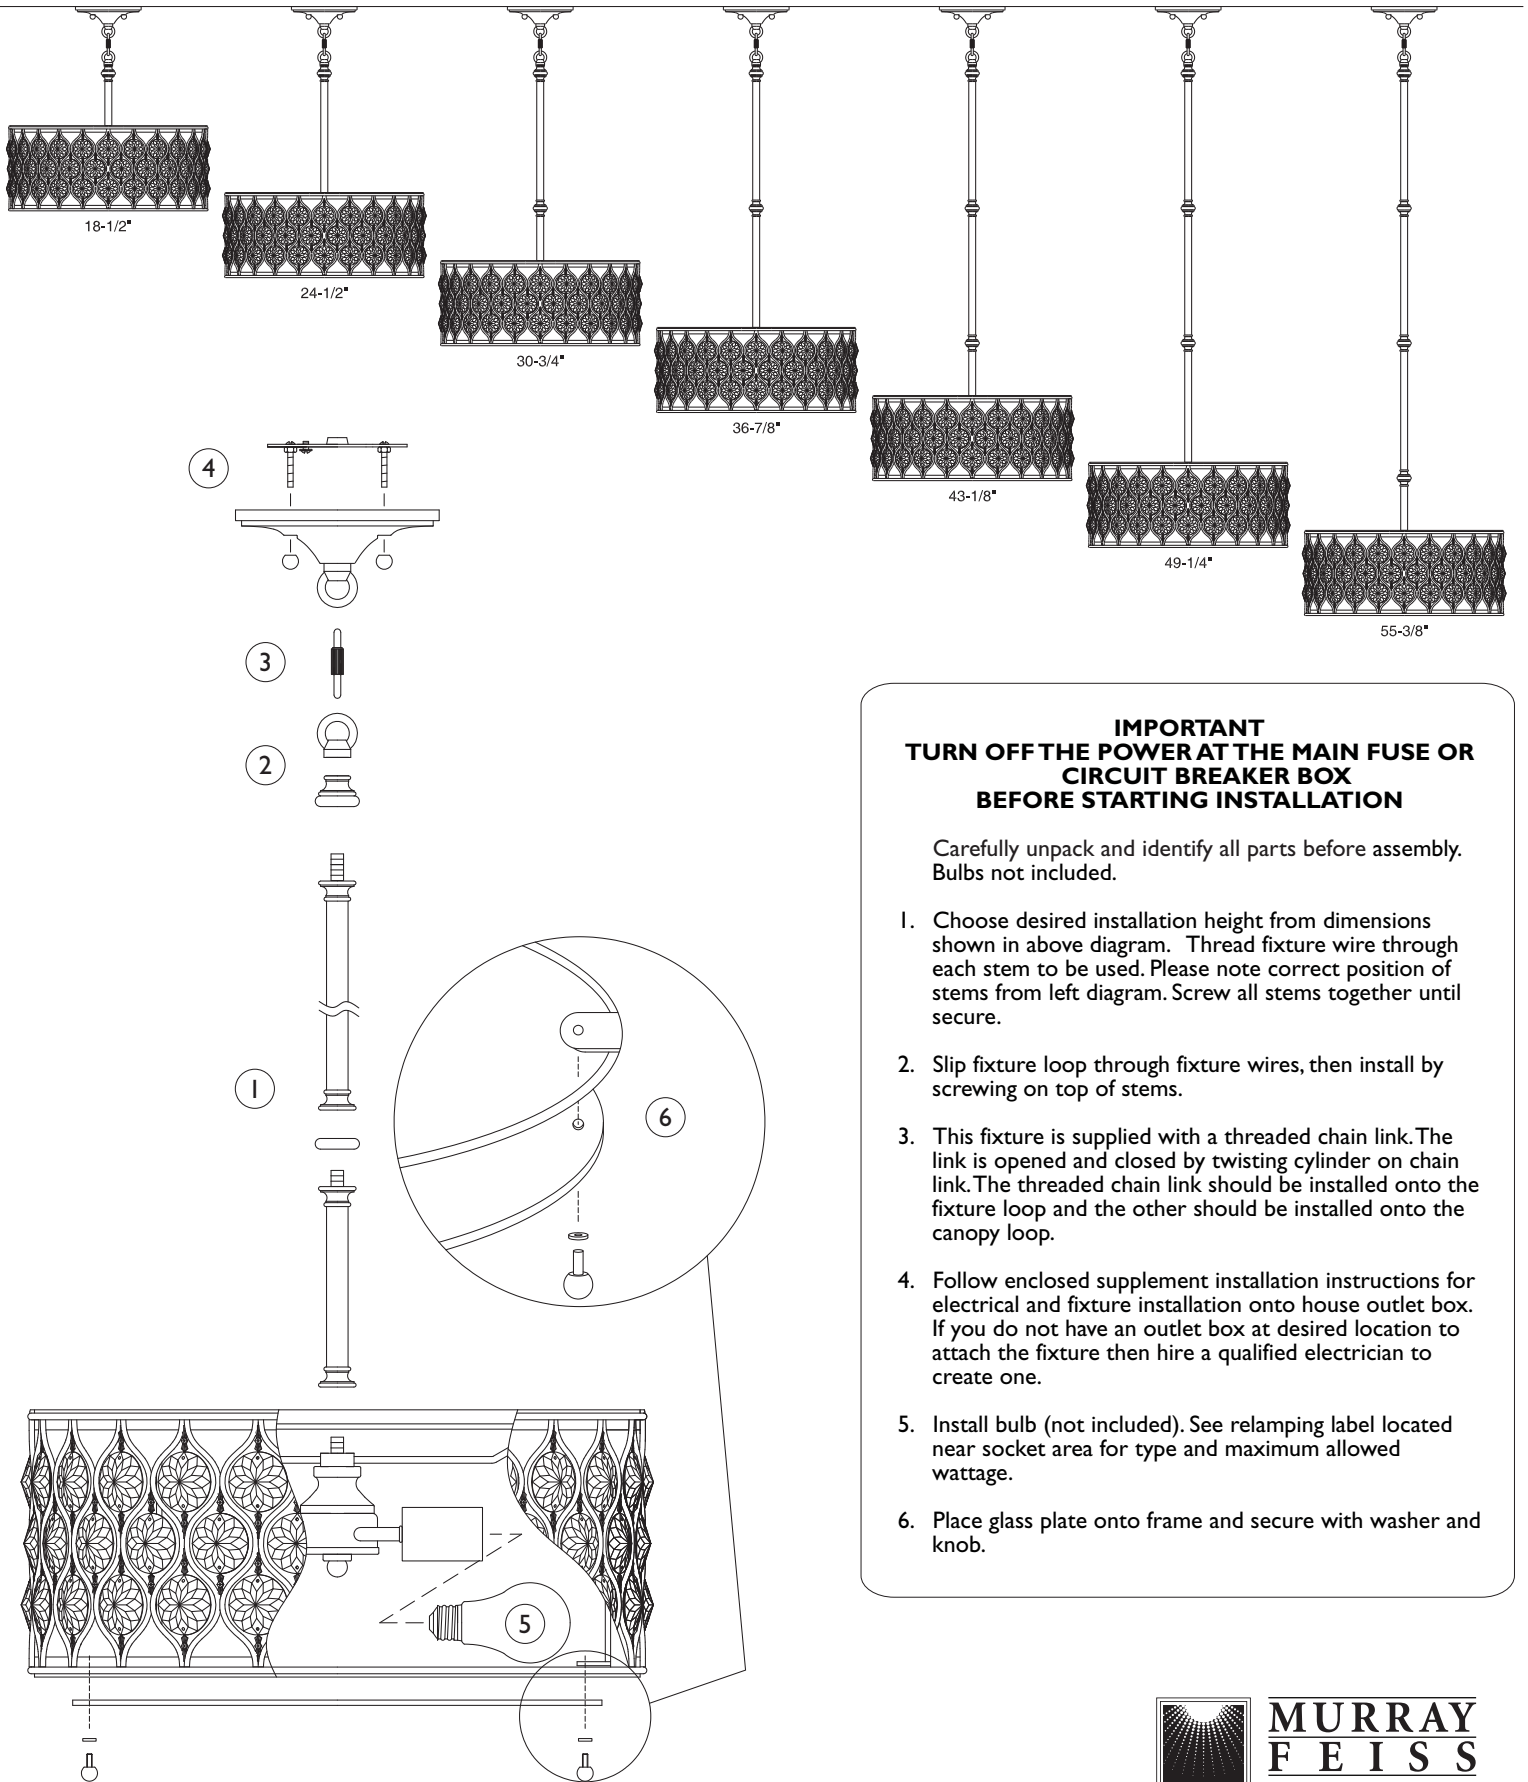 18-1/2"
24-1/2"
30-3/4"
36-7/8"
43-1/8"
49-1/4"
55-3/8"
4
3
2
1
6
5
IMPORTANT
TURN OFF THE POWER AT THE MAIN FUSE OR
CIRCUIT BREAKER BOX
BEFORE STARTING INSTALLATION
Carefully unpack and identify all parts before assembly.
Bulbs not included.
1. Choose desired installation height from dimensions
shown in above diagram. Thread fixture wire through
each stem to be used. Please note correct position of
stems from left diagram. Screw all stems together until
secure.
2. Slip fixture loop through fixture wires, then install by
screwing on top of stems.
3. This fixture is supplied with a threaded chain link. The
link is opened and closed by twisting cylinder on chain
link. The threaded chain link should be installed onto the
fixture loop and the other should be installed onto the
canopy loop.
4. Follow enclosed supplement installation instructions for
electrical and fixture installation onto house outlet box.
If you do not have an outlet box at desired location to
attach the fixture then hire a qualified electrician to
create one.
5. Install bulb (not included). See relamping label located
near socket area for type and maximum allowed
wattage.
6. Place glass plate onto frame and secure with washer and
knob.
MURRAY
FEISS